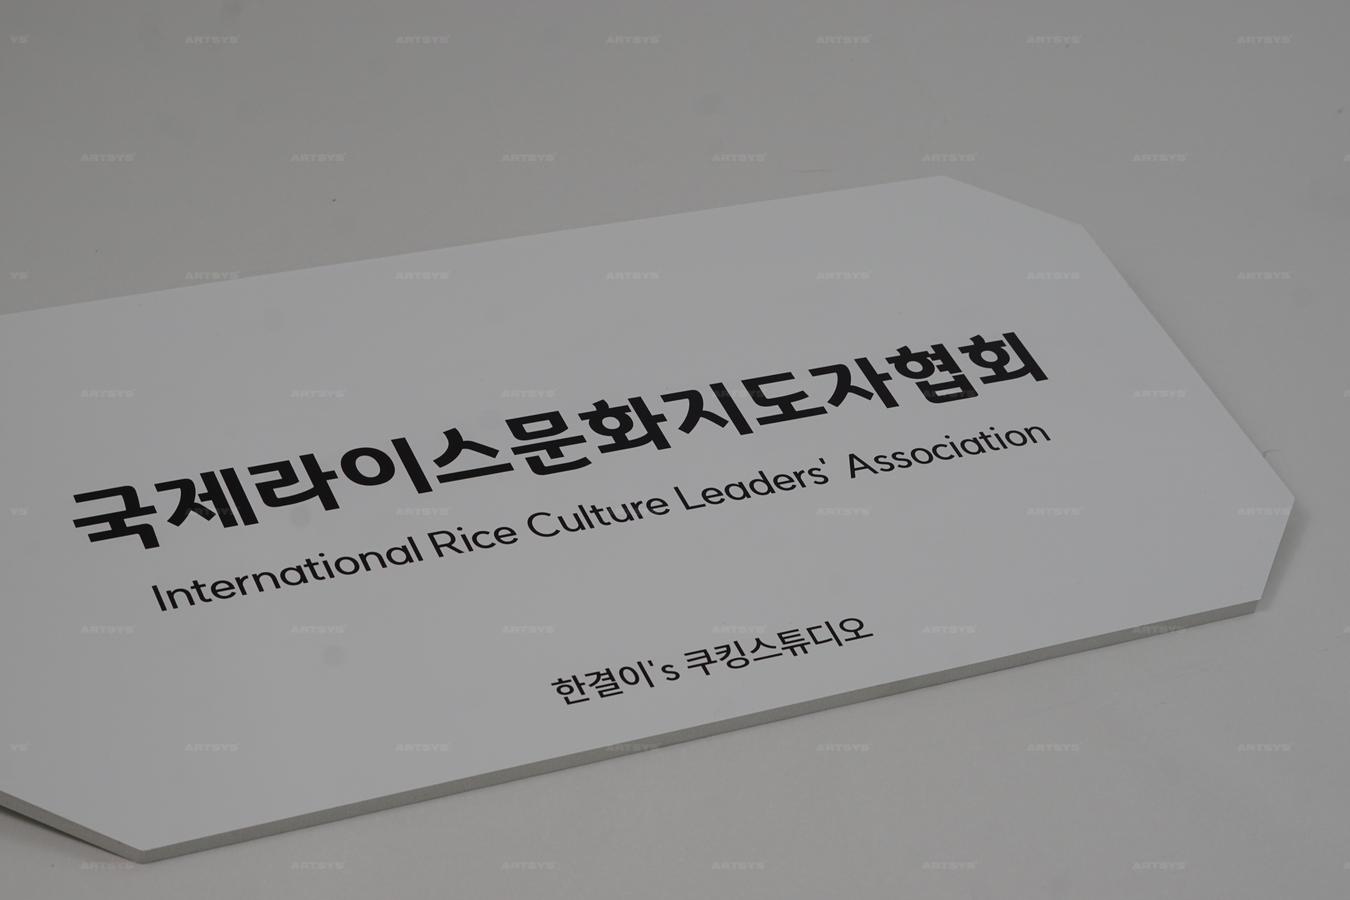 국제라이스문화지도자협회
International Rice Culture Leaders' Association
한결이's 쿠킹스튜디오
ARTSYS